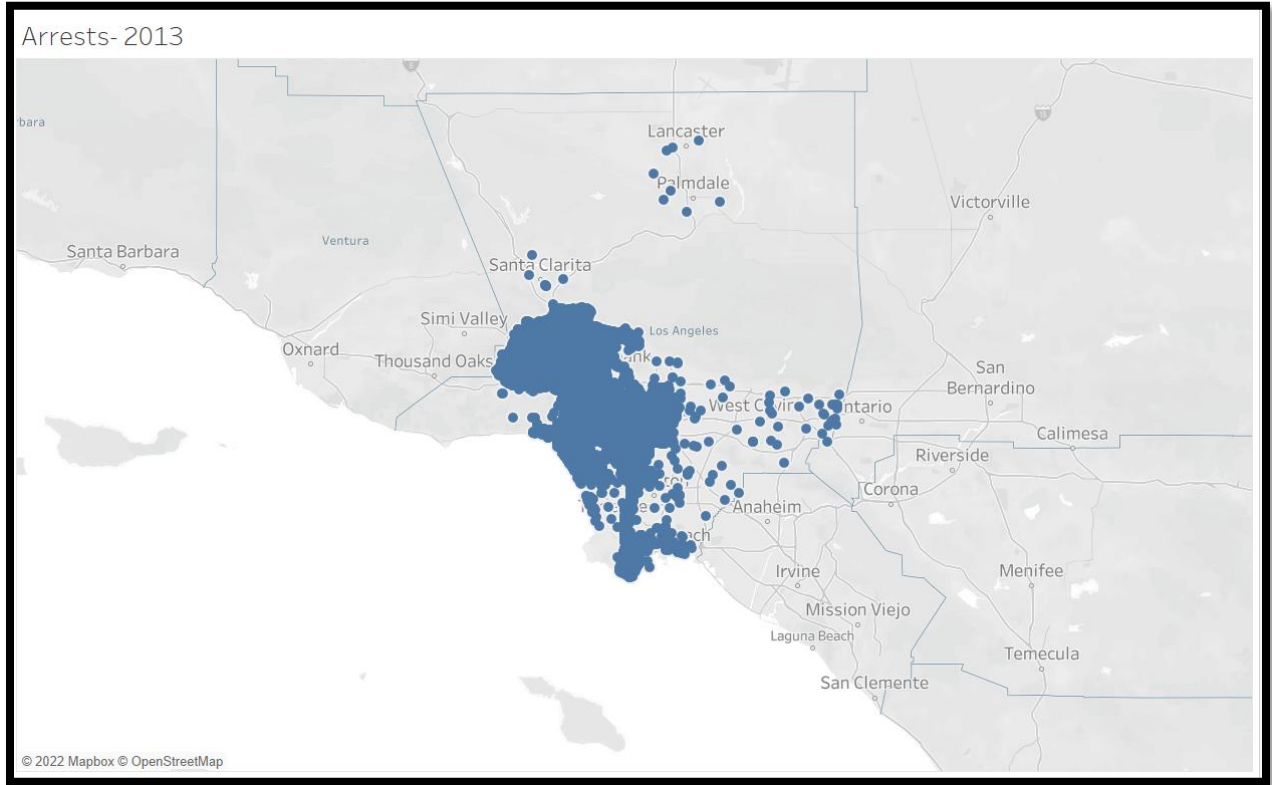 Arrests- 2013
Lancaster
bara
Palmdale
Victorville
Ventura
Santa Barbara
Santa Clarita
Simi Valley
Los Angeles
Oxnard
Thousand Oaks
San
Bernardino
West Covin
ntario
Calimesa
Riverside
Corona
Anaheim
ach
Irvine
Menifee
Mission Viejo
Laguna Beach
Temecula
San Clemente
© 2022 Mapbox © OpenStreetMap